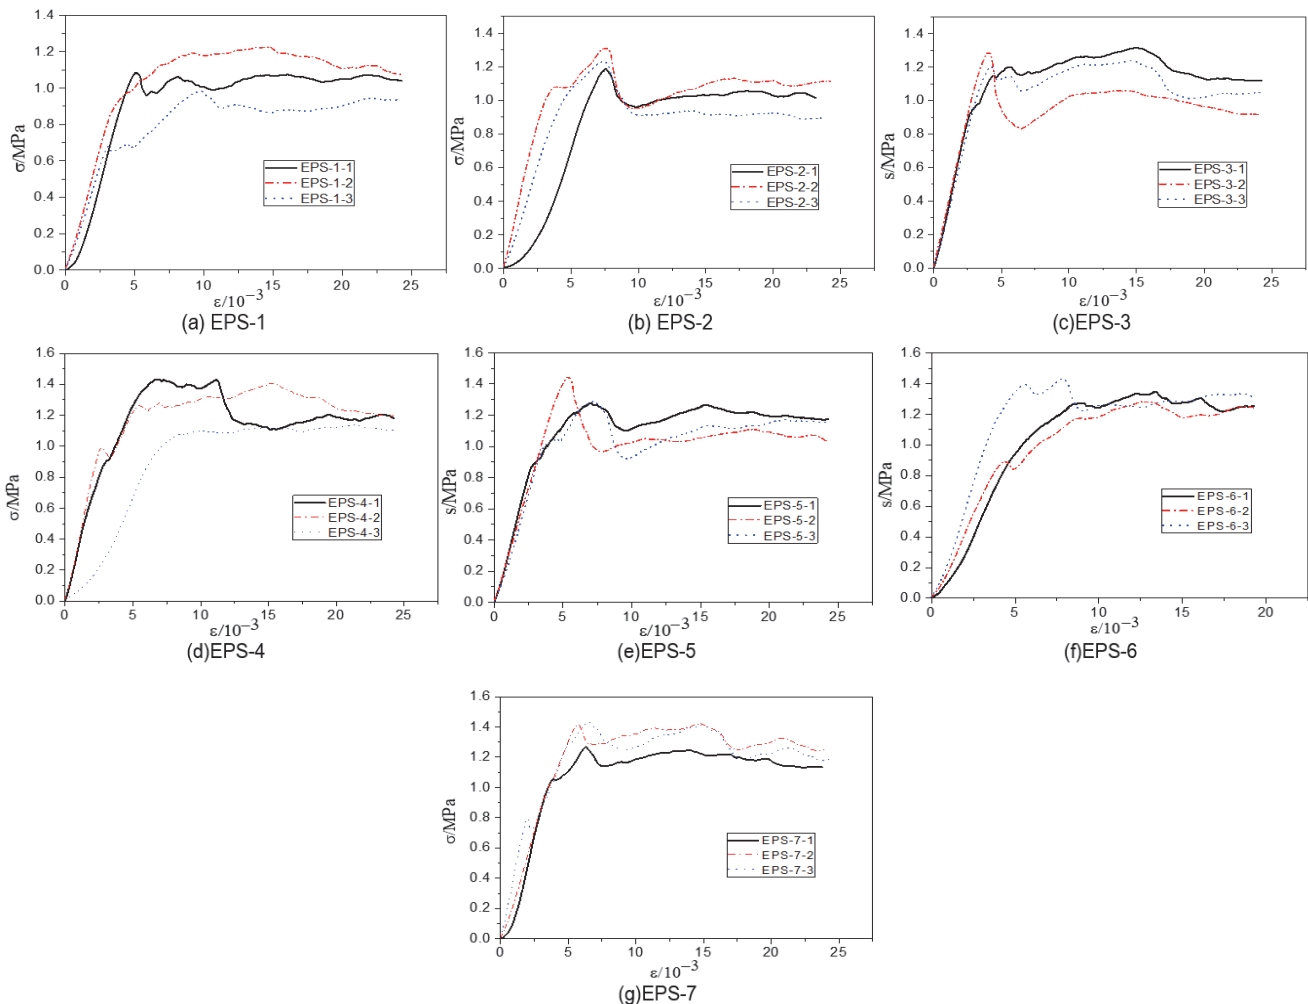 σ/MPa
1.4
1.2
1.0
0.8
0.6
0.4
0.2
0.0
EPS-1-1
EPS-1-2
EPS-1-3
0 5 10 15 20 25
ε/10⁻³
(a) EPS-1
σ/MPa
1.4
1.2
1.0
0.8
0.6
0.4
0.2
0.0
EPS-2-1
EPS-2-2
EPS-2-3
0 5 10 15 20 25
ε/10⁻³
(b) EPS-2
s/MPa
1.4
1.2
1.0
0.8
0.6
0.4
0.2
0.0
EPS-3-1
EPS-3-2
EPS-3-3
0 5 10 15 20 25
ε/10⁻³
(c)EPS-3
σ/MPa
1.6
1.4
1.2
1.0
0.8
0.6
0.4
0.2
0.0
EPS-4-1
EPS-4-2
EPS-4-3
0 5 10 15 20 25
ε/10⁻³
(d)EPS-4
s/MPa
1.6
1.4
1.2
1.0
0.8
0.6
0.4
0.2
0.0
EPS-5-1
EPS-5-2
EPS-5-3
0 5 10 15 20 25
ε/10⁻³
(e)EPS-5
s/MPa
1.6
1.4
1.2
1.0
0.8
0.6
0.4
0.2
0.0
EPS-6-1
EPS-6-2
EPS-6-3
0 5 10 15 20
ε/10⁻³
(f)EPS-6
σ/MPa
1.6
1.4
1.2
1.0
0.8
0.6
0.4
0.2
0.0
EPS-7-1
EPS-7-2
EPS-7-3
0 5 10 15 20 25
ε/10⁻³
(g)EPS-7